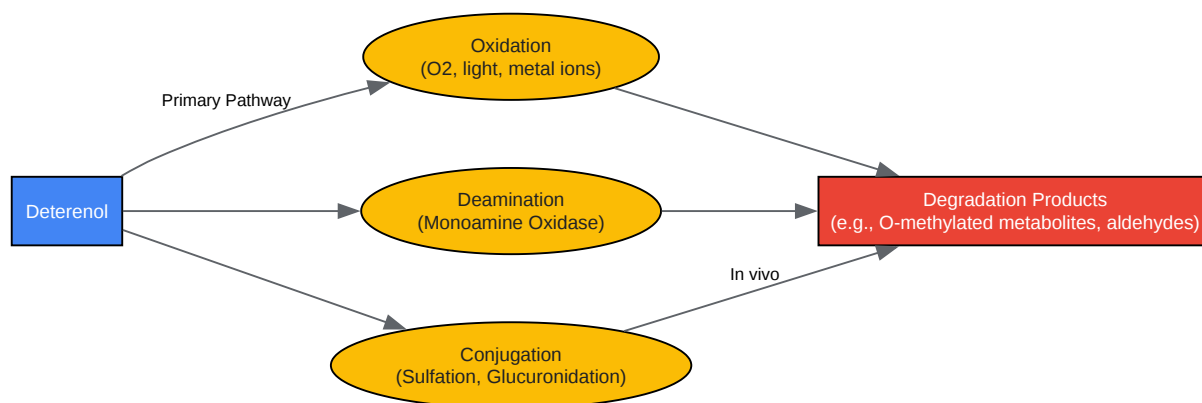 Oxidation
(O2, light, metal ions)
Primary Pathway
Deterenol
Deamination
(Monoamine Oxidase)
Degradation Products
(e.g., O-methylated metabolites, aldehydes)
In vivo
Conjugation
(Sulfation, Glucuronidation)